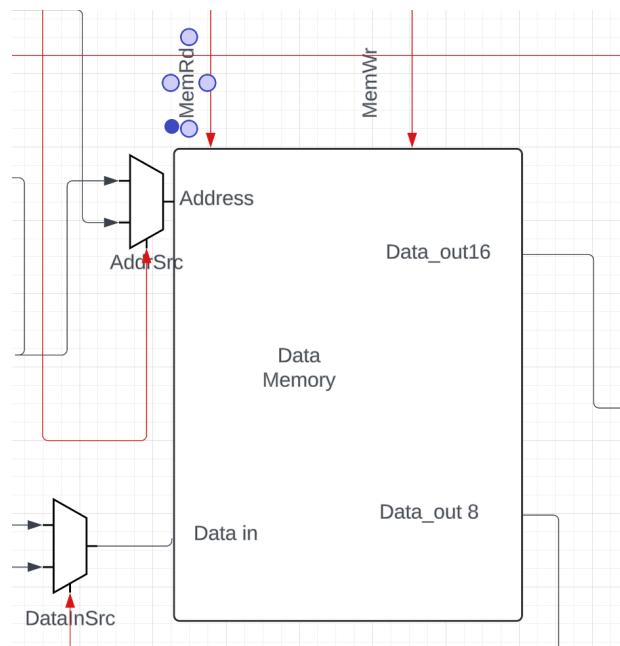 MemRd
MemWr
Address
AddrSrc
Data_out16
Data
Memory
Data_out 8
Data in
DataInSrc